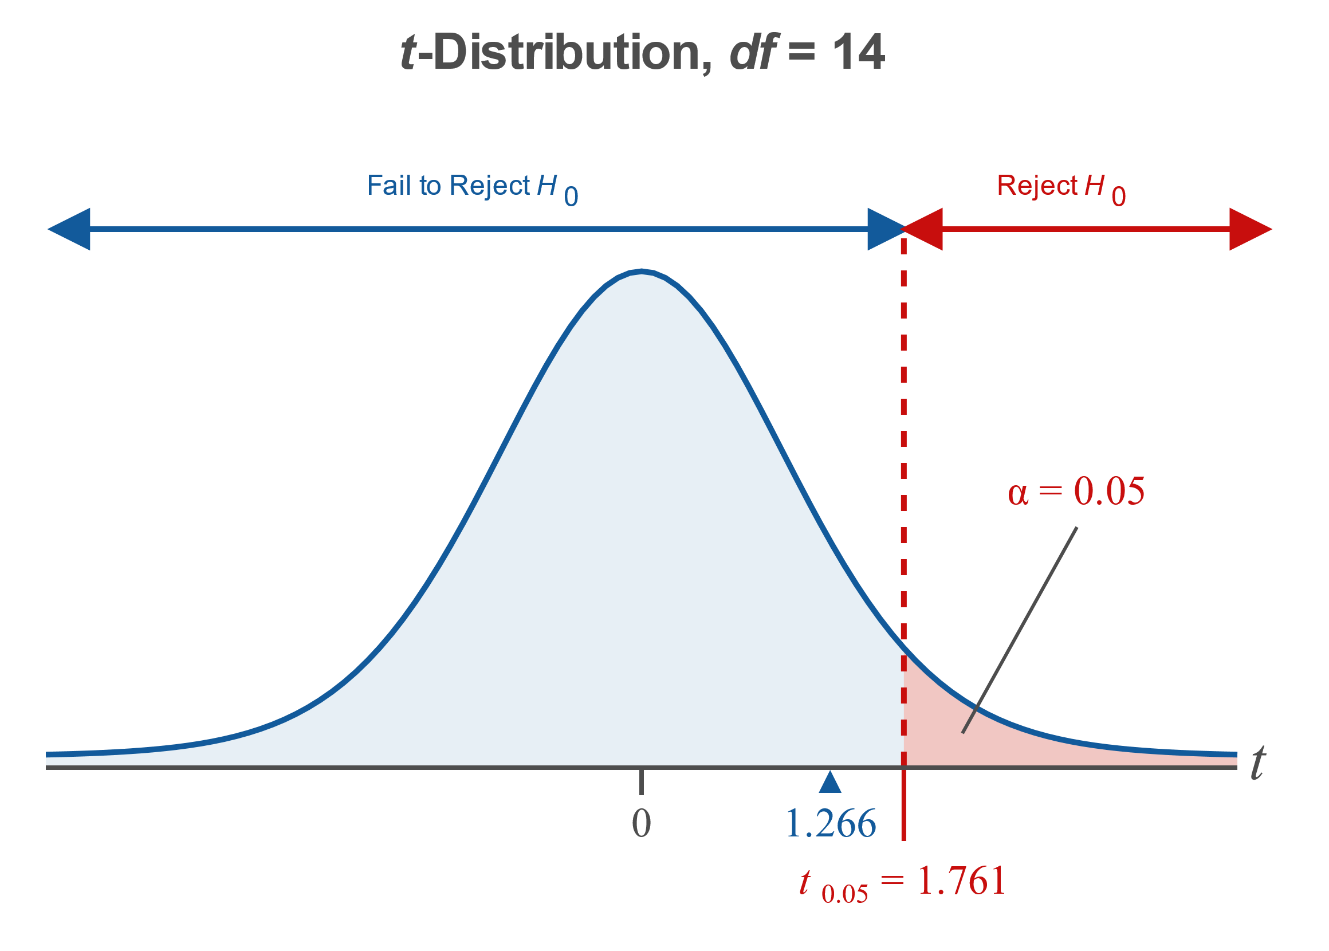 t-Distribution, df = 14
Fail to Reject H 0
Reject H 0
α = 0.05
t
0
1.266
t 0.05 = 1.761